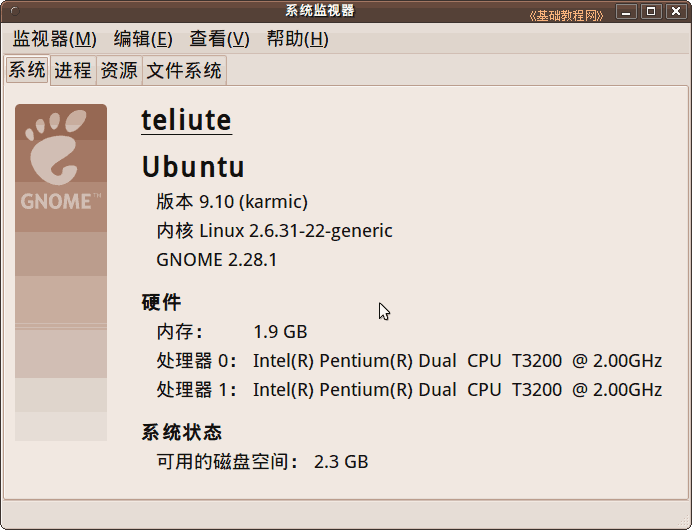 系统监视器
《基础教程网》
监视器(M) 编辑(E) 查看(V) 帮助(H)
系统 进程 资源 文件系统
GNOME™
teliute
Ubuntu
版本 9.10 (karmic)
内核 Linux 2.6.31-22-generic
GNOME 2.28.1
硬件
内存： 1.9 GB
处理器 0： Intel(R) Pentium(R) Dual CPU T3200 @ 2.00GHz
处理器 1： Intel(R) Pentium(R) Dual CPU T3200 @ 2.00GHz
系统状态
可用的磁盘空间： 2.3 GB